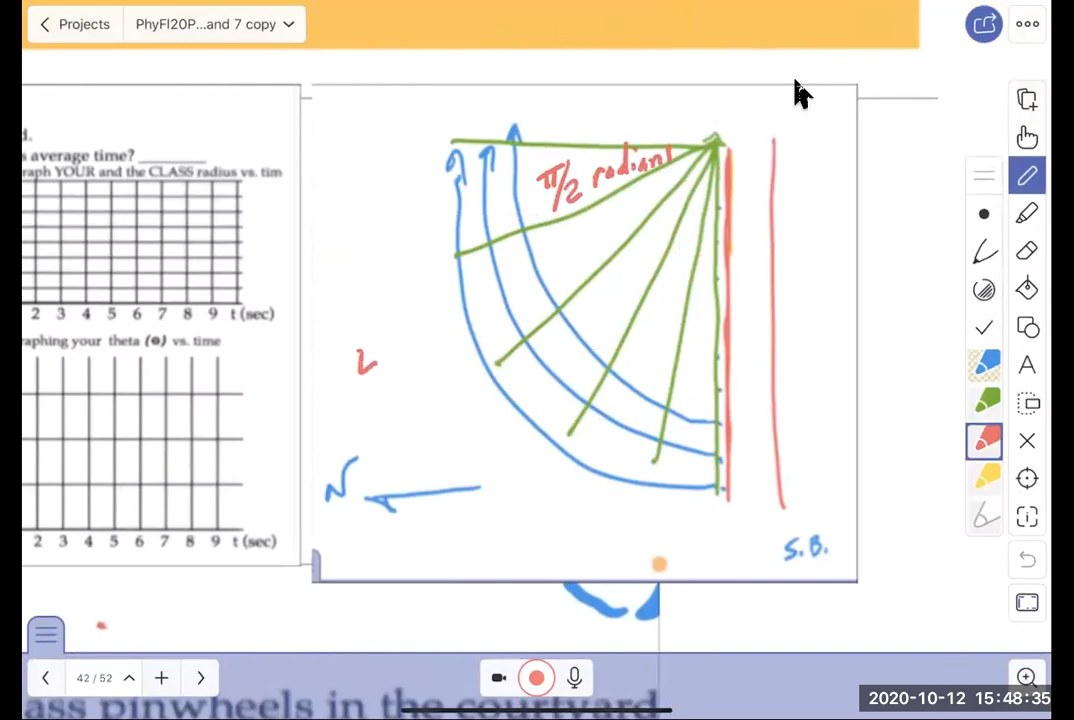 Projects
PhyFl20P...and 7 copy
d.
s average time? ________
raph YOUR and the CLASS radius vs. tim
2 3 4 5 6 7 8 9 t (sec)
raphing your theta (Θ) vs. time
2 3 4 5 6 7 8 9 t (sec)
π/2 radians
N
S.B.
A
42 / 52
ass pinwheels in the courtyard
2020-10-12 15:48:35